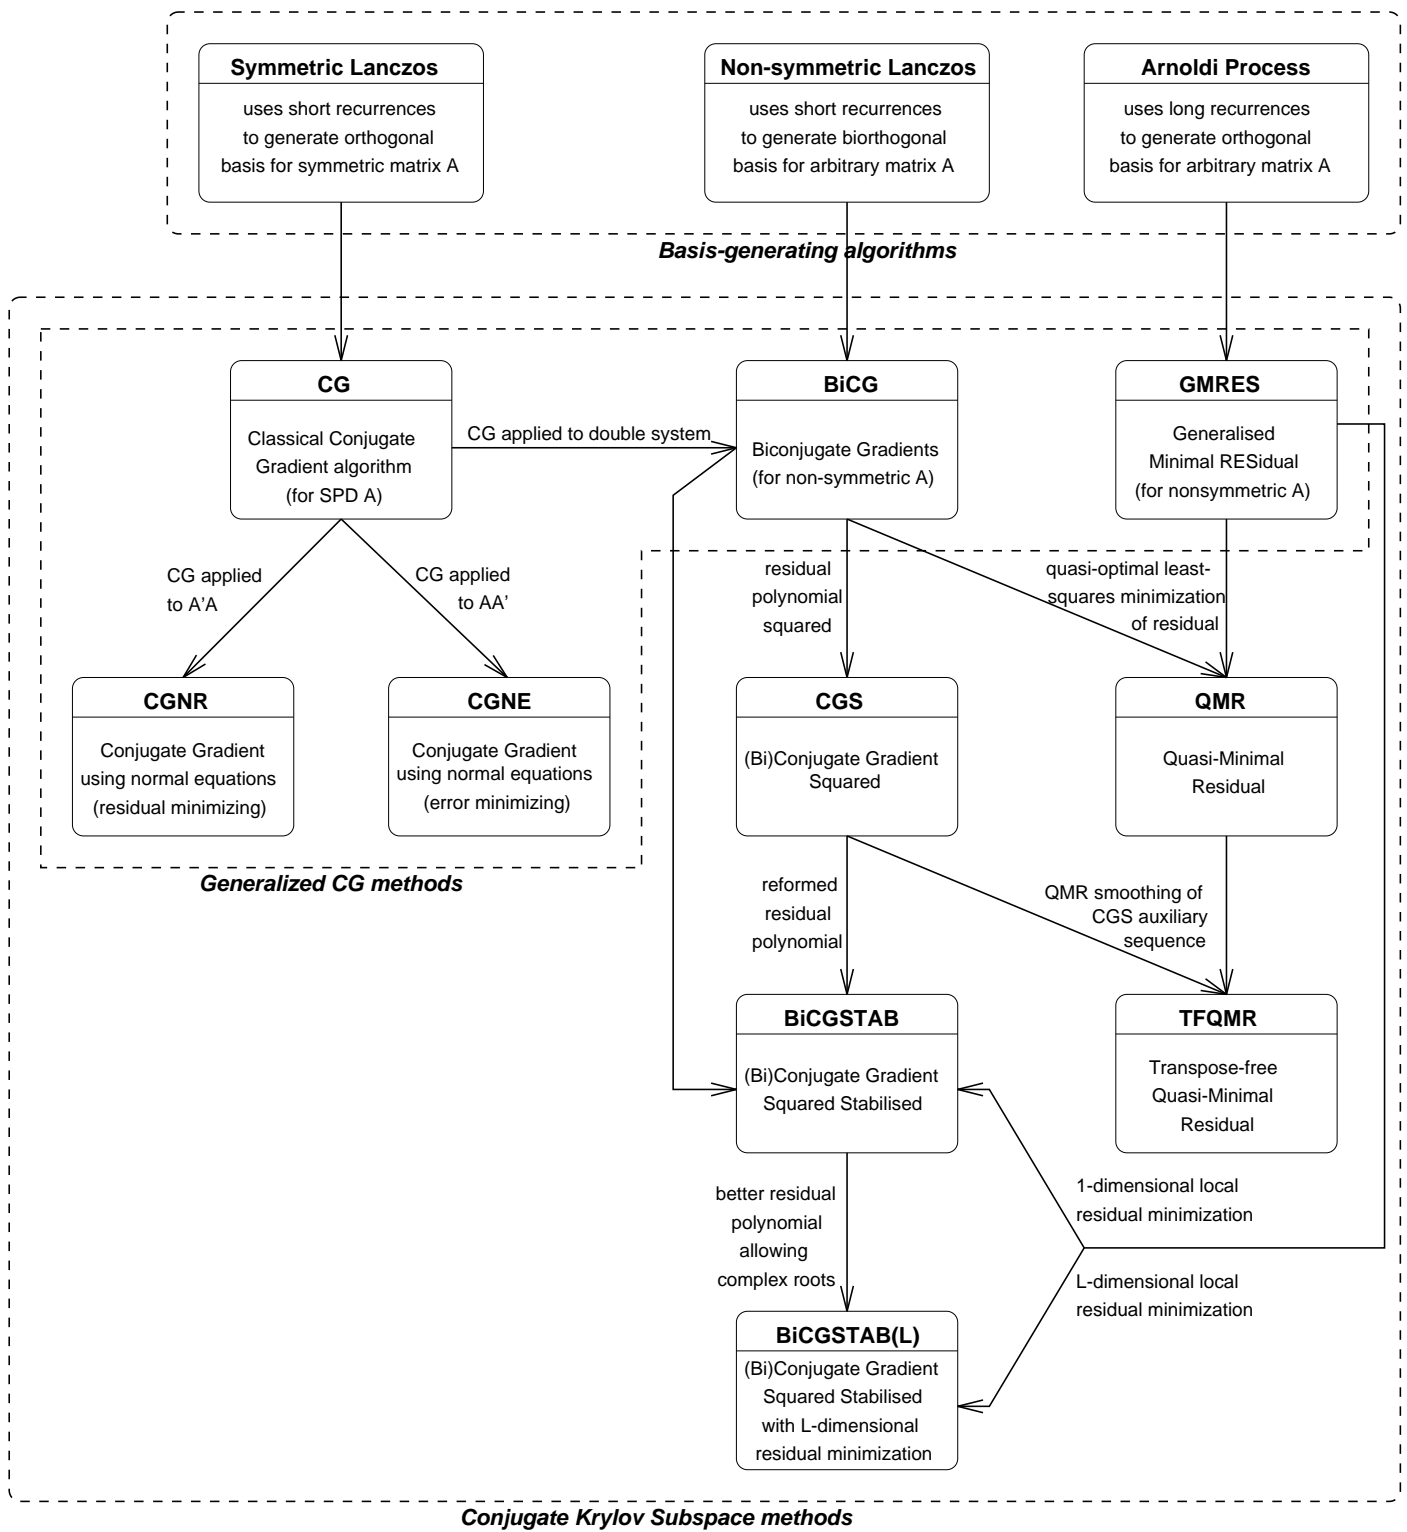 Symmetric Lanczos
uses short recurrences
to generate orthogonal
basis for symmetric matrix A
Non-symmetric Lanczos
uses short recurrences
to generate biorthogonal
basis for arbitrary matrix A
Arnoldi Process
uses long recurrences
to generate orthogonal
basis for arbitrary matrix A
Basis-generating algorithms
CG
Classical Conjugate
Gradient algorithm
(for SPD A)
CG applied to double system
BiCG
Biconjugate Gradients
(for non-symmetric A)
GMRES
Generalised
Minimal RESidual
(for nonsymmetric A)
CG applied
to A'A
CG applied
to AA'
residual
polynomial
squared
quasi-optimal least-
squares minimization
of residual
CGNR
Conjugate Gradient
using normal equations
(residual minimizing)
CGNE
Conjugate Gradient
using normal equations
(error minimizing)
CGS
(Bi)Conjugate Gradient
Squared
QMR
Quasi-Minimal
Residual
Generalized CG methods
reformed
residual
polynomial
QMR smoothing of
CGS auxiliary
sequence
BiCGSTAB
(Bi)Conjugate Gradient
Squared Stabilised
TFQMR
Transpose-free
Quasi-Minimal
Residual
better residual
polynomial
allowing
complex roots
1-dimensional local
residual minimization
L-dimensional local
residual minimization
BiCGSTAB(L)
(Bi)Conjugate Gradient
Squared Stabilised
with L-dimensional
residual minimization
Conjugate Krylov Subspace methods